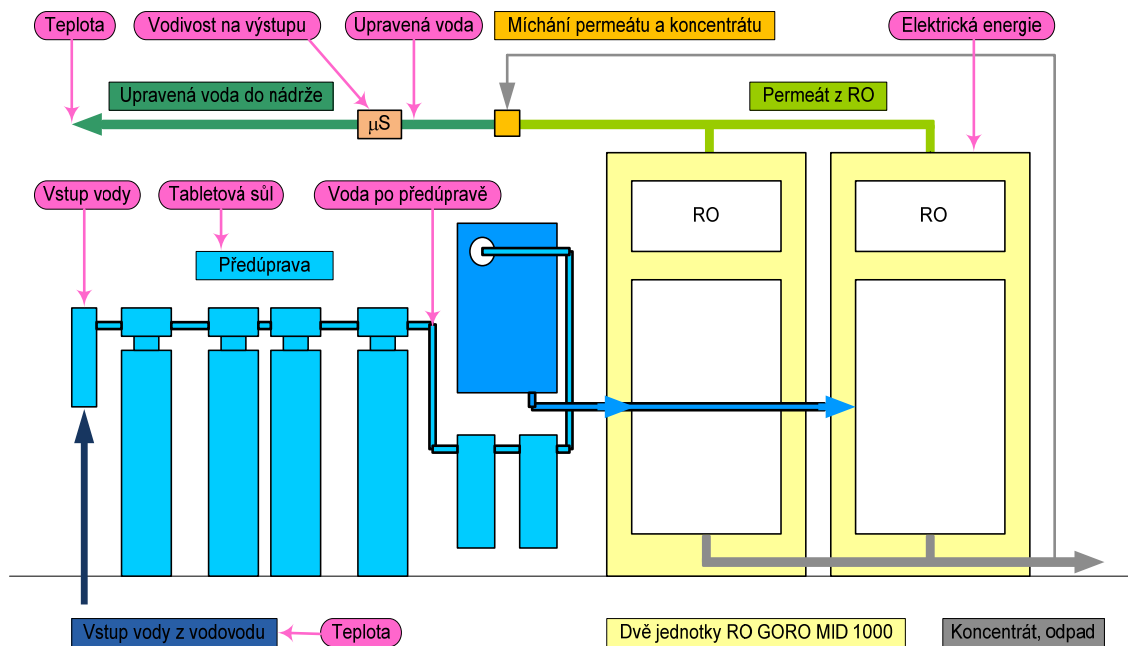 Teplota
Vodivost na výstupu
Upravená voda
Míchání permeátu a koncentrátu
Elektrická energie
Upravená voda do nádrže
Permeát z RO
µS
Vstup vody
Tabletová sůl
Voda po předúpravě
RO
RO
Předúprava
Vstup vody z vodovodu
Teplota
Dvě jednotky RO GORO MID 1000
Koncentrát, odpad